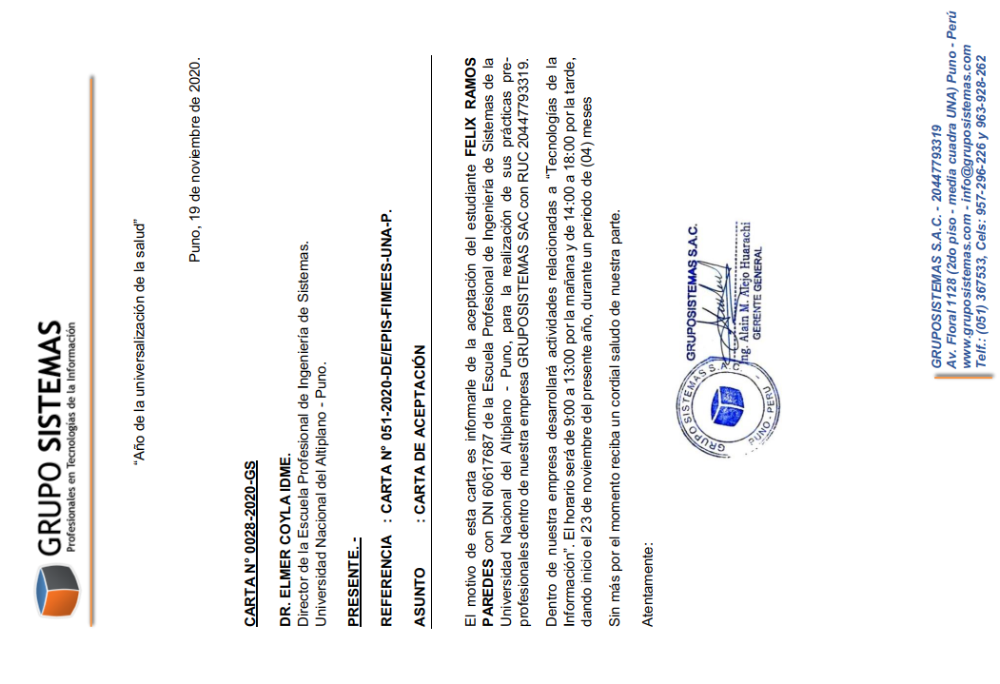 GRUPO SISTEMAS
Profesionales en Tecnologías de la Información
“Año de la universalización de la salud”
Puno, 19 de noviembre de 2020.
CARTA N° 0028-2020-GS
DR. ELMER COYLA IDME.
Director de la Escuela Profesional de Ingeniería de Sistemas.
Universidad Nacional del Altiplano - Puno.
PRESENTE. -
REFERENCIA : CARTA N° 051-2020-DE/EPIS-FIMEES-UNA-P.
ASUNTO : CARTA DE ACEPTACIÓN
El motivo de esta carta es informarle de la aceptación del estudiante FELIX RAMOS
PAREDES con DNI 60617687 de la Escuela Profesional de Ingeniería de Sistemas de la
Universidad Nacional del Altiplano - Puno, para la realización de sus prácticas pre-
profesionales dentro de nuestra empresa GRUPOSISTEMAS SAC con RUC 20447793319.
Dentro de nuestra empresa desarrollará actividades relacionadas a “Tecnologías de la
Información”. El horario será de 9:00 a 13:00 por la mañana y de 14:00 a 18:00 por la tarde,
dando inicio el 23 de noviembre del presente año, durante un periodo de (04) meses
Sin más por el momento reciba un cordial saludo de nuestra parte.
Atentamente:
GRUPO SISTEMAS S.A.C.
PUNO - PERU
GRUPOSISTEMAS S.A.C.
Ing. Alain M. Alejo Huarachi
GERENTE GENERAL
GRUPOSISTEMAS S.A.C. - 20447793319
Av. Floral 1128 (2do piso - media cuadra UNA) Puno - Perú
www.gruposistemas.com - info@gruposistemas.com
Telf.: (051) 367533, Cels: 957-296-226 y 963-928-262